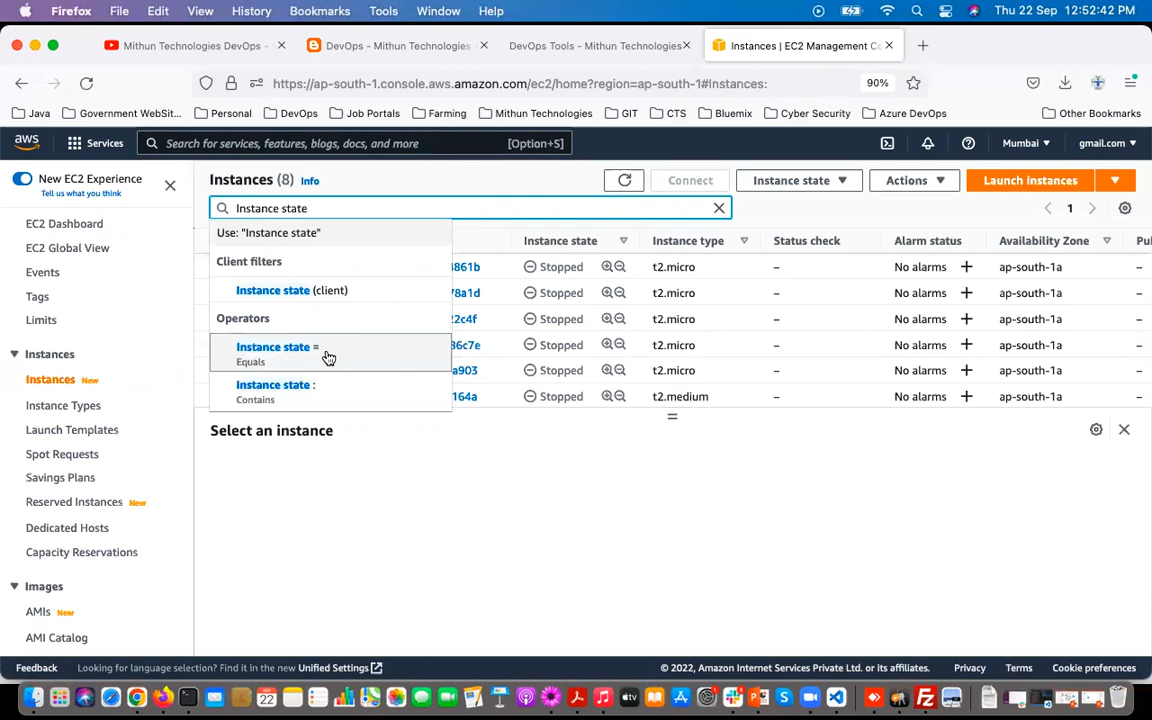 Firefox File Edit View History Bookmarks Tools Window Help Thu 22 Sep 12:52:42 PM
Mithun Technologies DevOps - DevOps - Mithun Technologies DevOps Tools - Mithun Technologies Instances | EC2 Management Co
https://ap-south-1.console.aws.amazon.com/ec2/home?region=ap-south-1#Instances: 90%
Java Government WebSit... Personal DevOps Job Portals Farming Mithun Technologies GIT CTS Bluemix Cyber Security Azure DevOps Other Bookmarks
aws Services Search for services, features, blogs, docs, and more [Option+S] Mumbai gmail.com
New EC2 Experience
Tell us what you think
EC2 Dashboard
EC2 Global View
Events
Tags
Limits
Instances
Instances New
Instance Types
Launch Templates
Spot Requests
Savings Plans
Reserved Instances New
Dedicated Hosts
Capacity Reservations
Images
AMIs New
AMI Catalog
Instances (8) Info Connect Instance state Actions Launch instances
Instance state 1
Use: "Instance state"
Client filters
Instance state (client)
Operators
Instance state =
Equals
Instance state :
Contains
Instance state Instance type Status check Alarm status Availability Zone Pu
4861b Stopped t2.micro – No alarms + ap-south-1a –
78a1d Stopped t2.micro – No alarms + ap-south-1a –
22c4f Stopped t2.micro – No alarms + ap-south-1a –
36c7e Stopped t2.micro – No alarms + ap-south-1a –
a903 Stopped t2.micro – No alarms + ap-south-1a –
164a Stopped t2.medium – No alarms + ap-south-1a –
Select an instance
Feedback Looking for language selection? Find it in the new Unified Settings © 2022, Amazon Internet Services Private Ltd. or its affiliates. Privacy Terms Cookie preferences